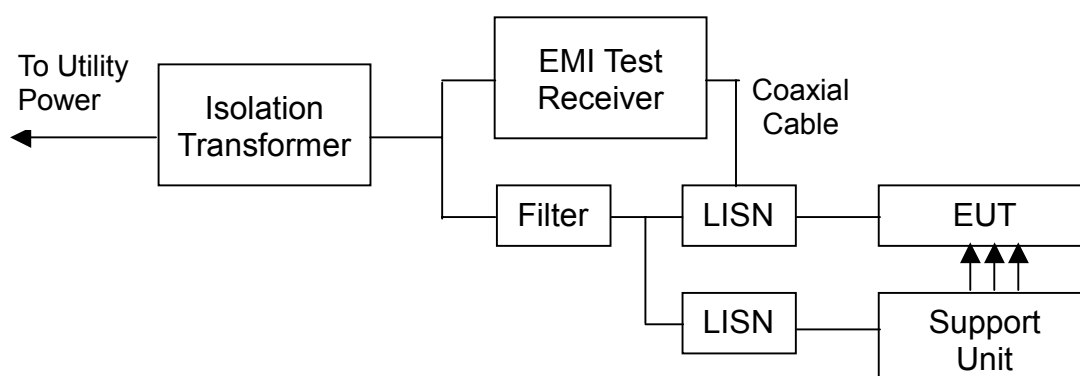 To Utility
Power
Isolation
Transformer
EMI Test
Receiver
Coaxial
Cable
Filter
LISN
EUT
LISN
Support
Unit